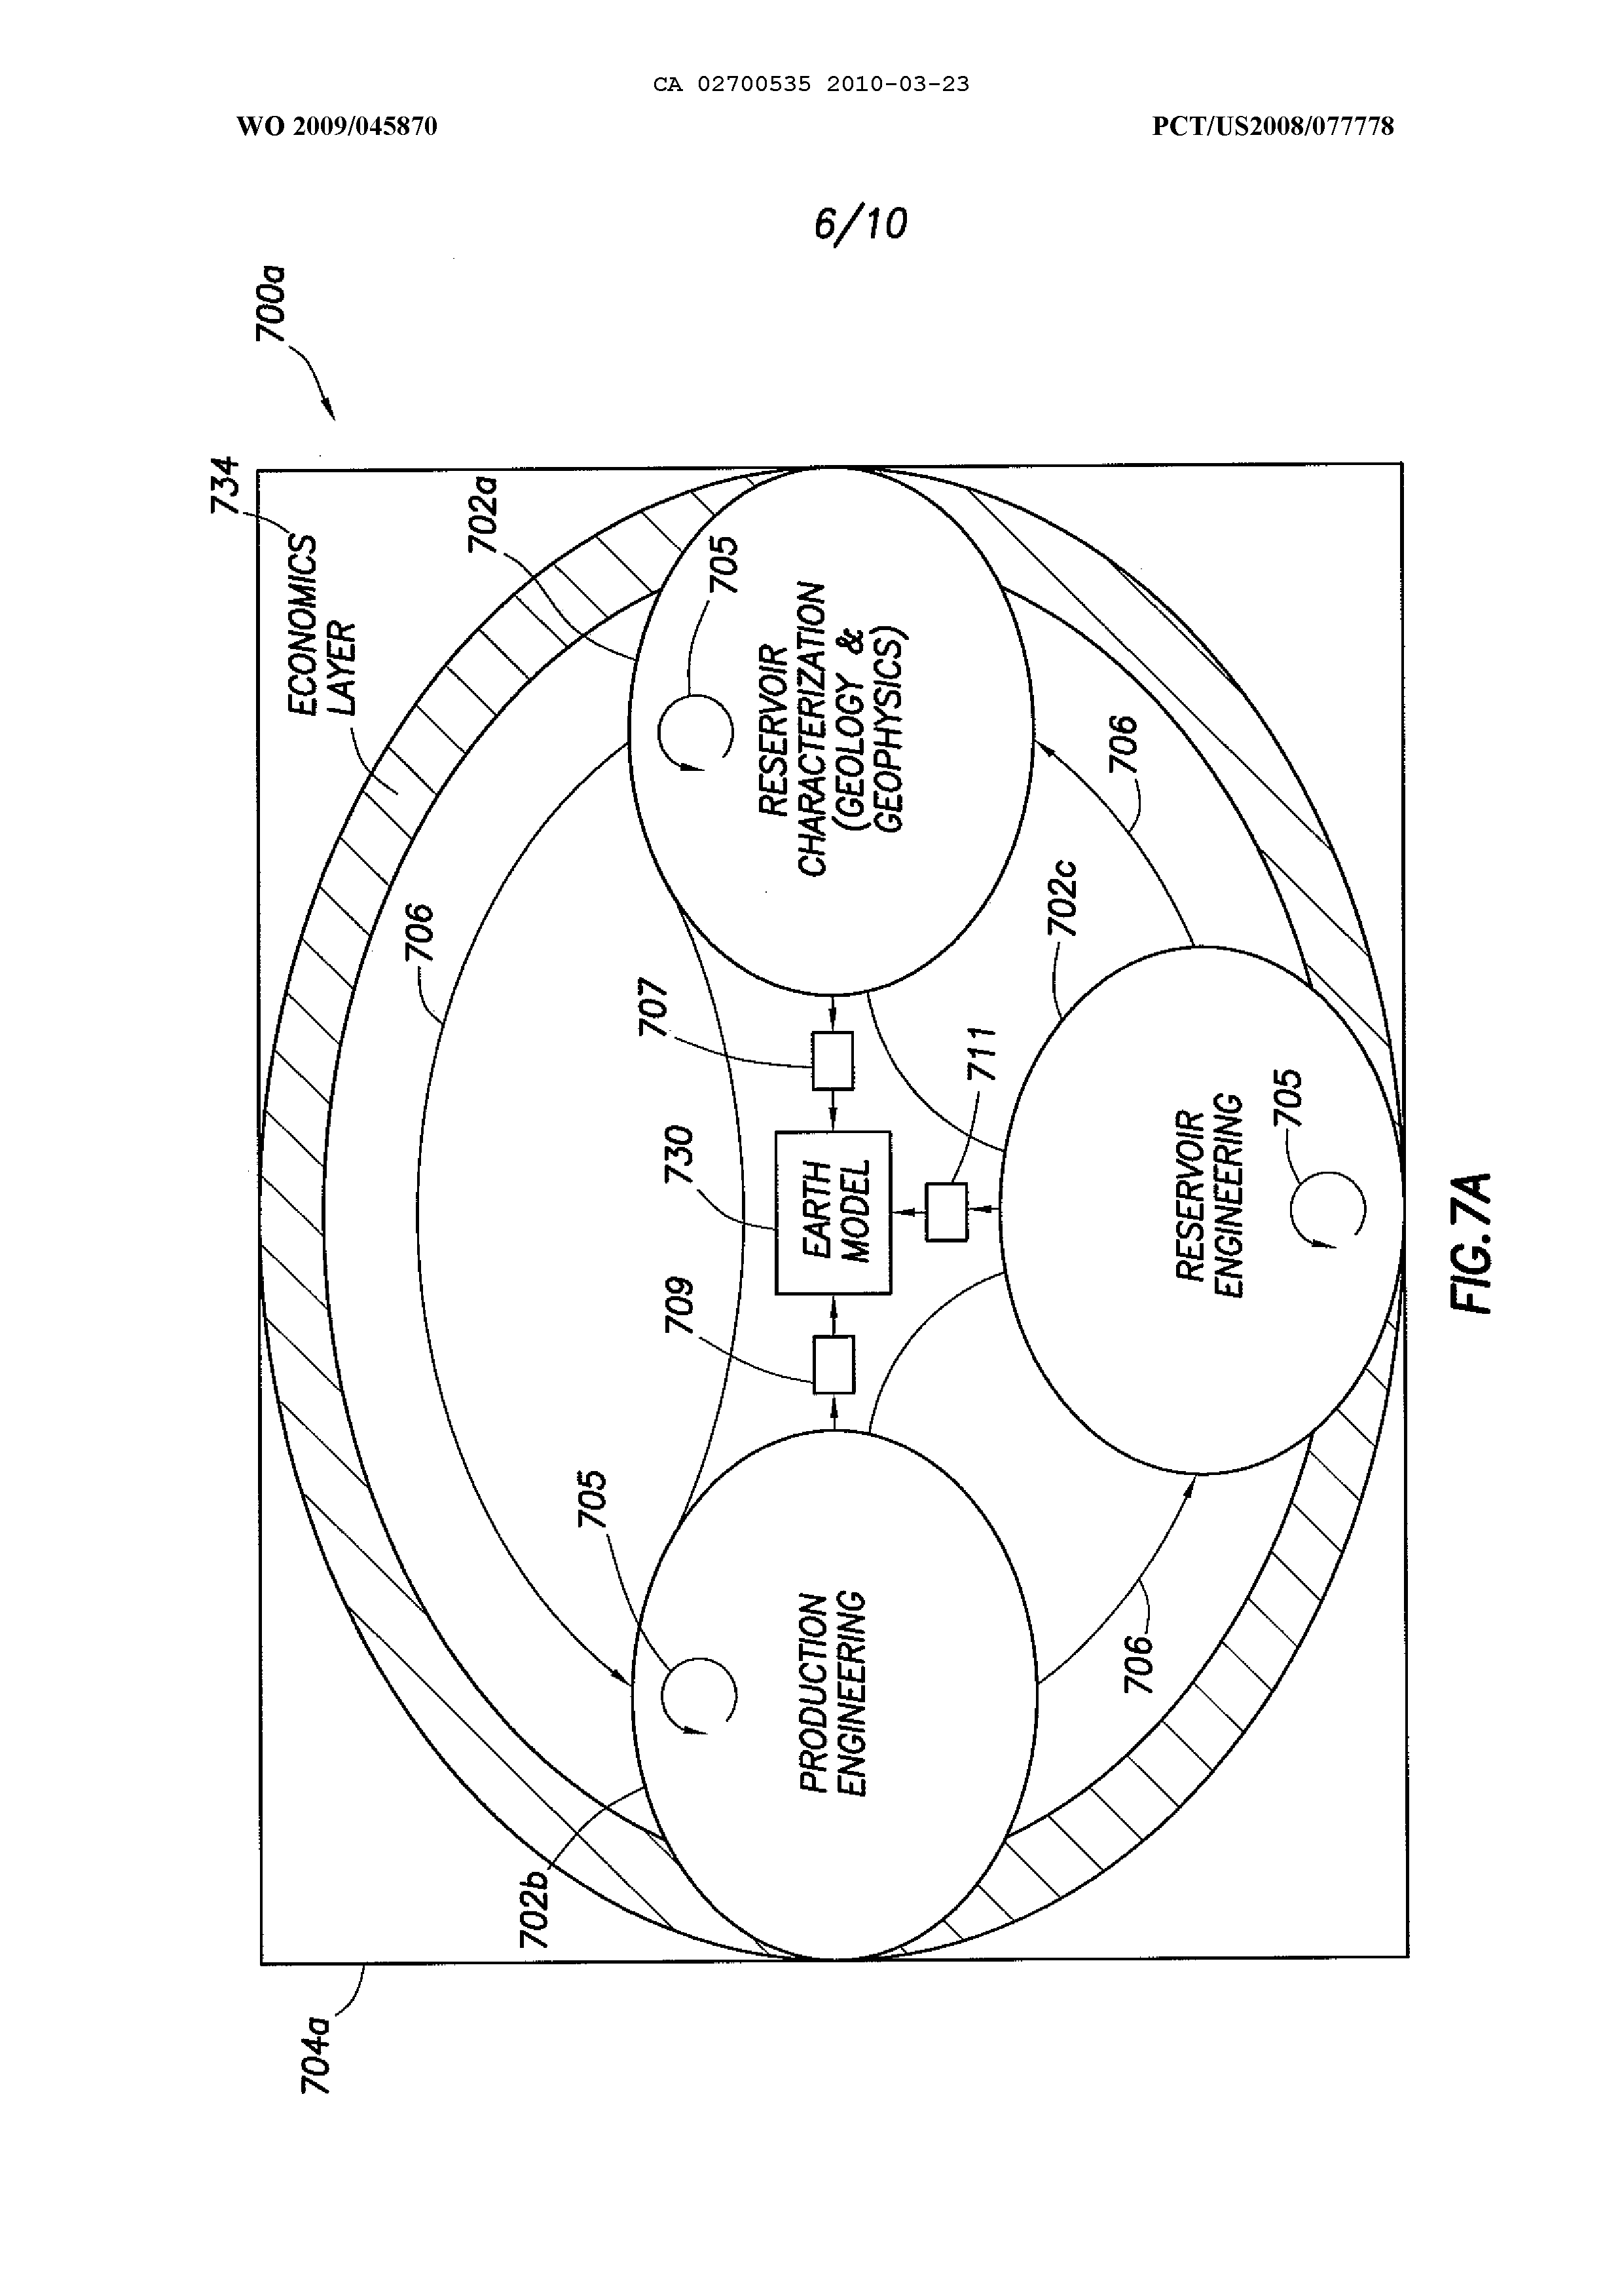 CA 02700535 2010-03-23
WO 2009/045870
PCT/US2008/077778
6/10
700a
734
ECONOMICS
LAYER
702a
705
RESERVOIR
CHARACTERIZATION
(GEOLOGY &
GEOPHYSICS)
706
706
707
702c
711
730
EARTH
MODEL
709
RESERVOIR
ENGINEERING
705
705
PRODUCTION
ENGINEERING
706
702b
704a
FIG.7A